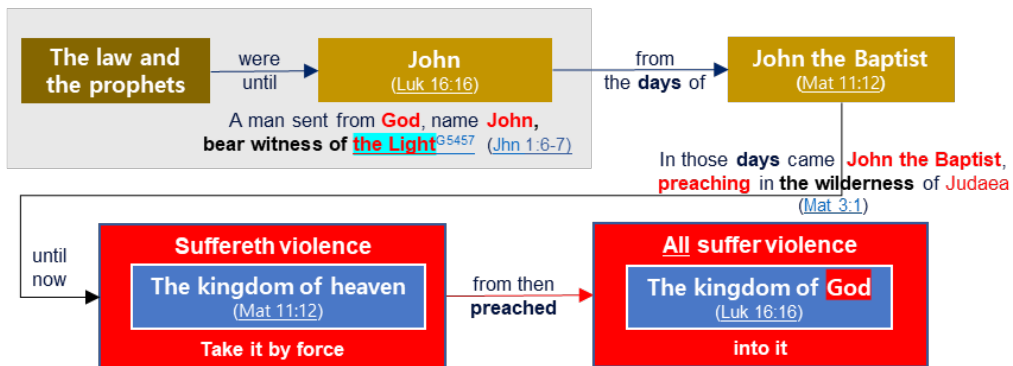 The law and
the prophets
were
until
John
(Luk 16:16)
from
the days of
John the Baptist
(Mat 11:12)
A man sent from God, name John,
bear witness of the LightG5457 (Jhn 1:6-7)
In those days came John the Baptist,
preaching in the wilderness of Judaea
(Mat 3:1)
until
now
Suffereth violence
The kingdom of heaven
(Mat 11:12)
Take it by force
from then
preached
All suffer violence
The kingdom of God
(Luk 16:16)
into it